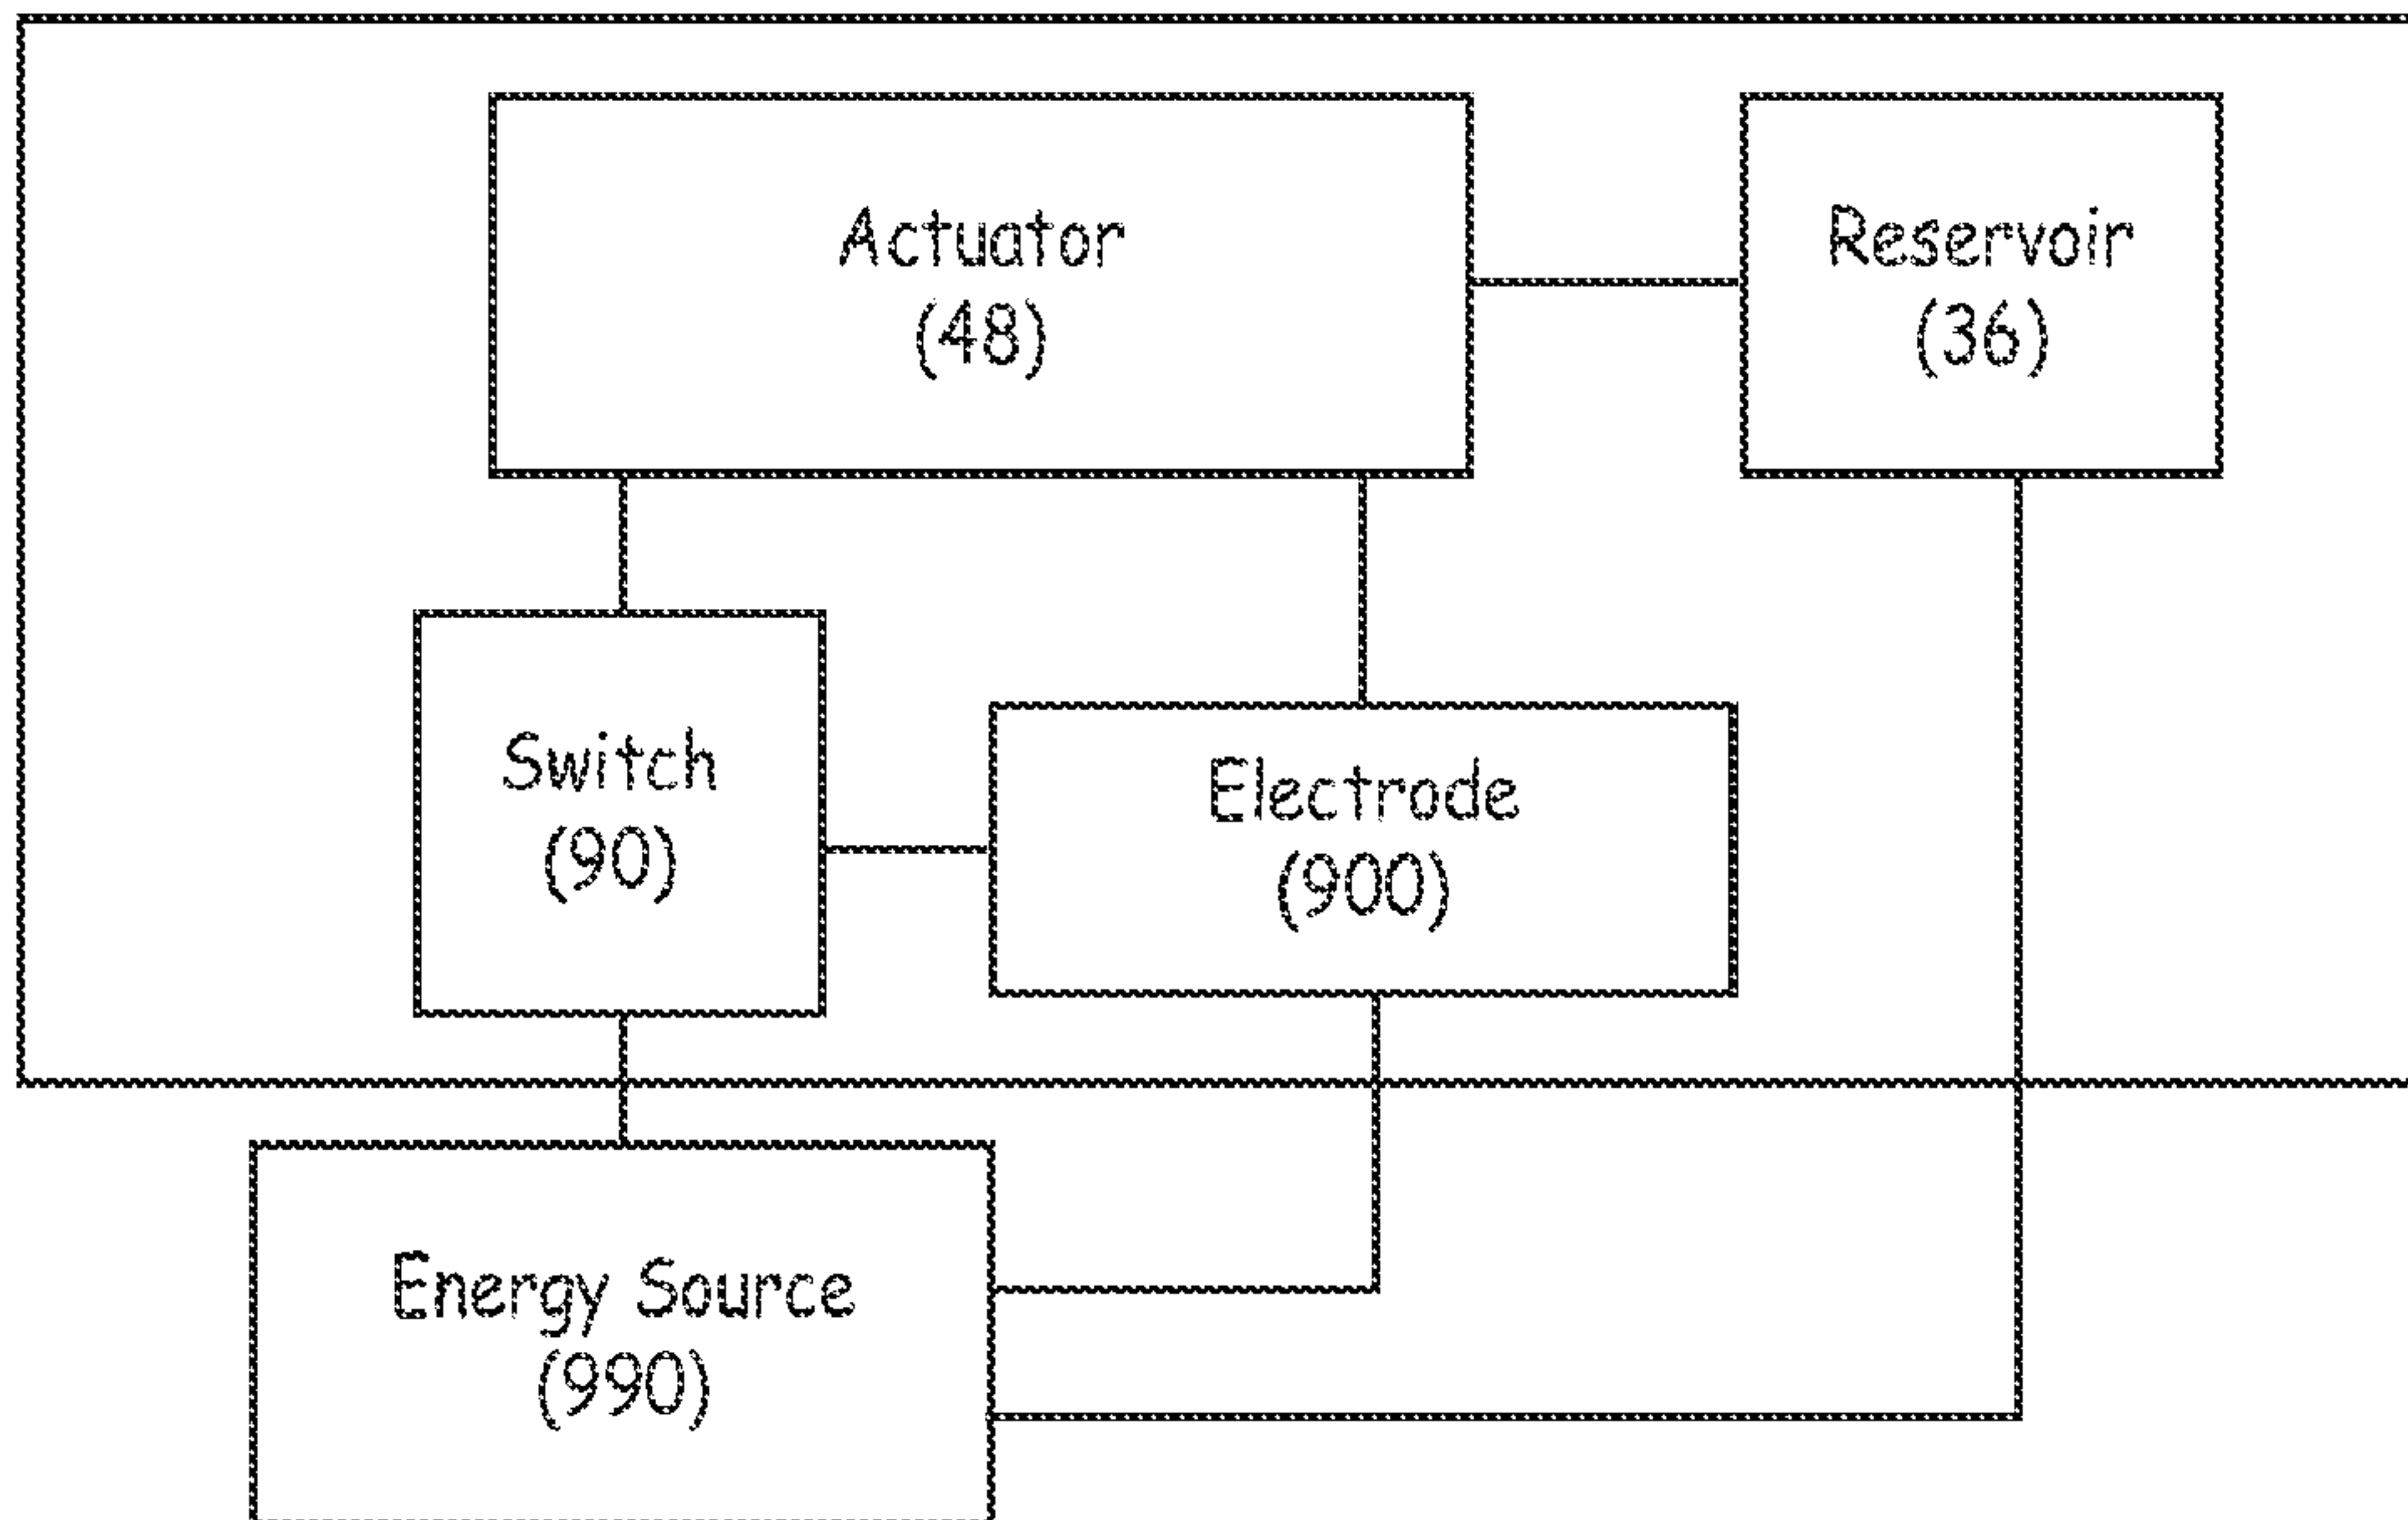 Actuator
(48)
Reservoir
(36)
Switch
(90)
Electrode
(900)
Energy Source
(990)